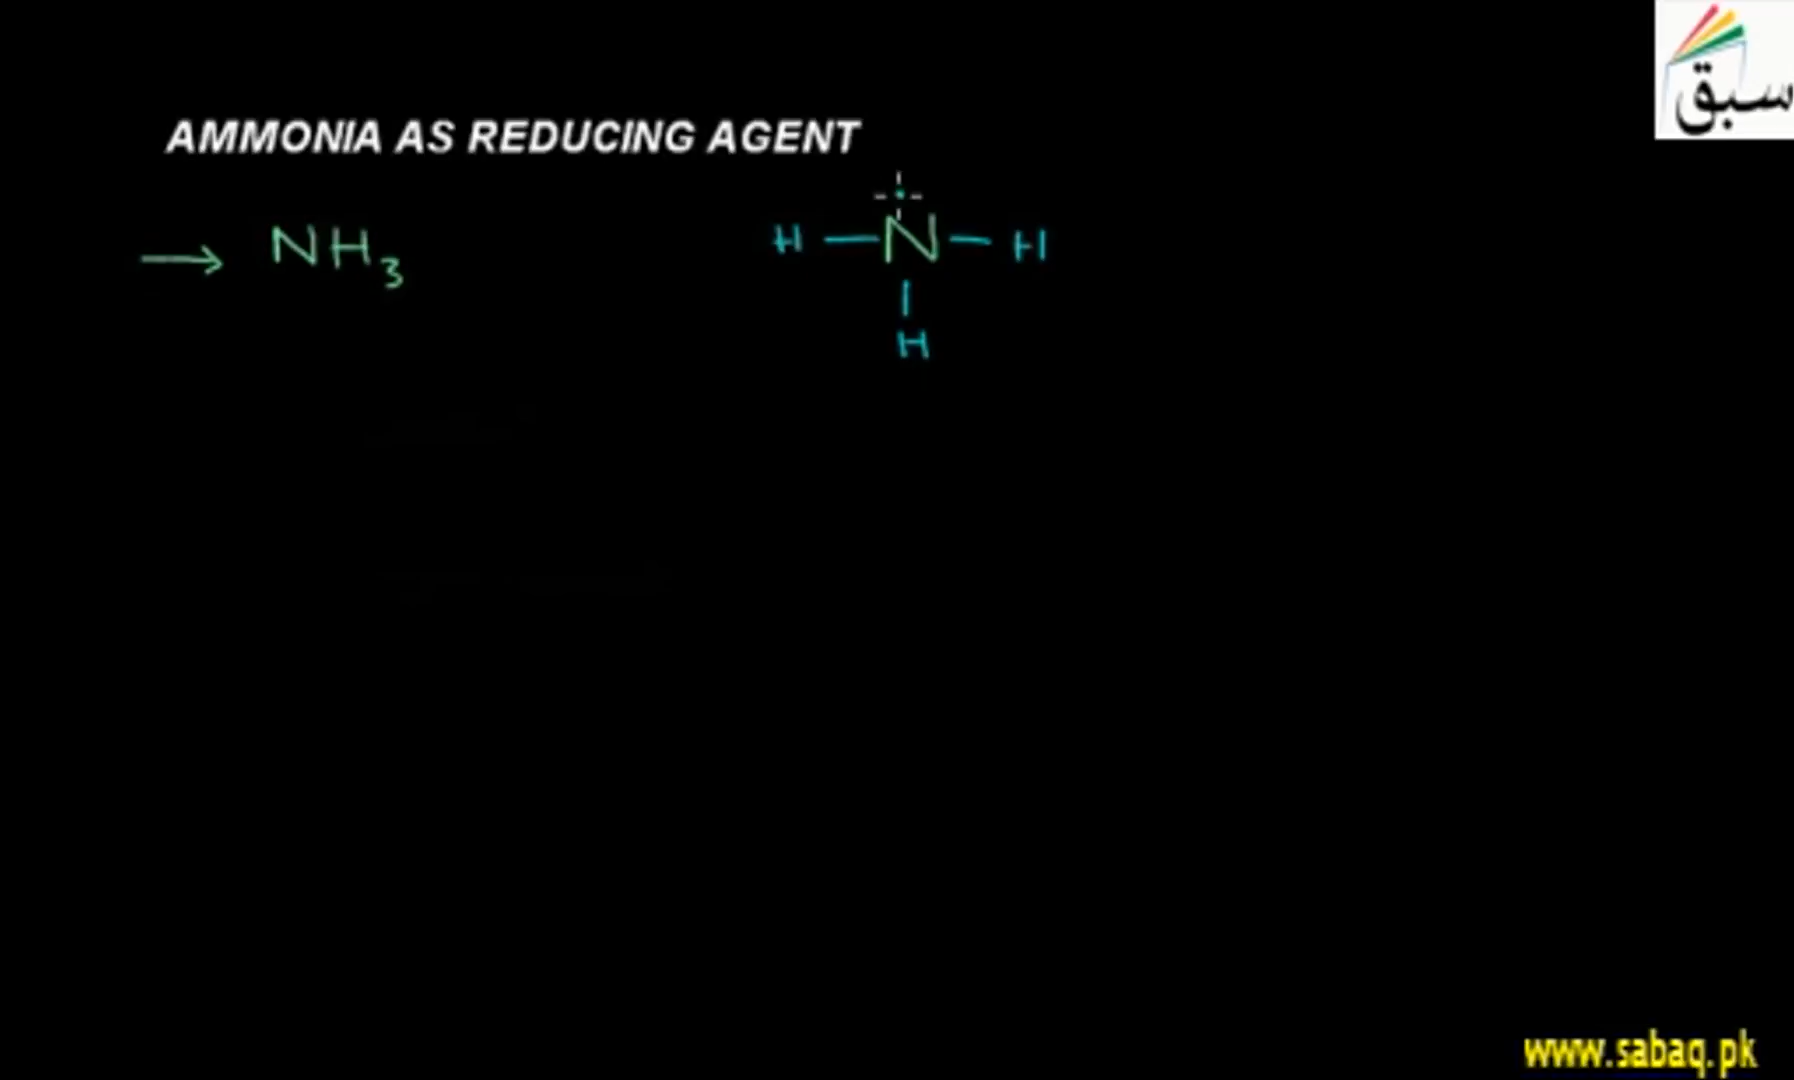 سبق
AMMONIA AS REDUCING AGENT
→ NH₃
H — N — H
|
H
www.sabaq.pk